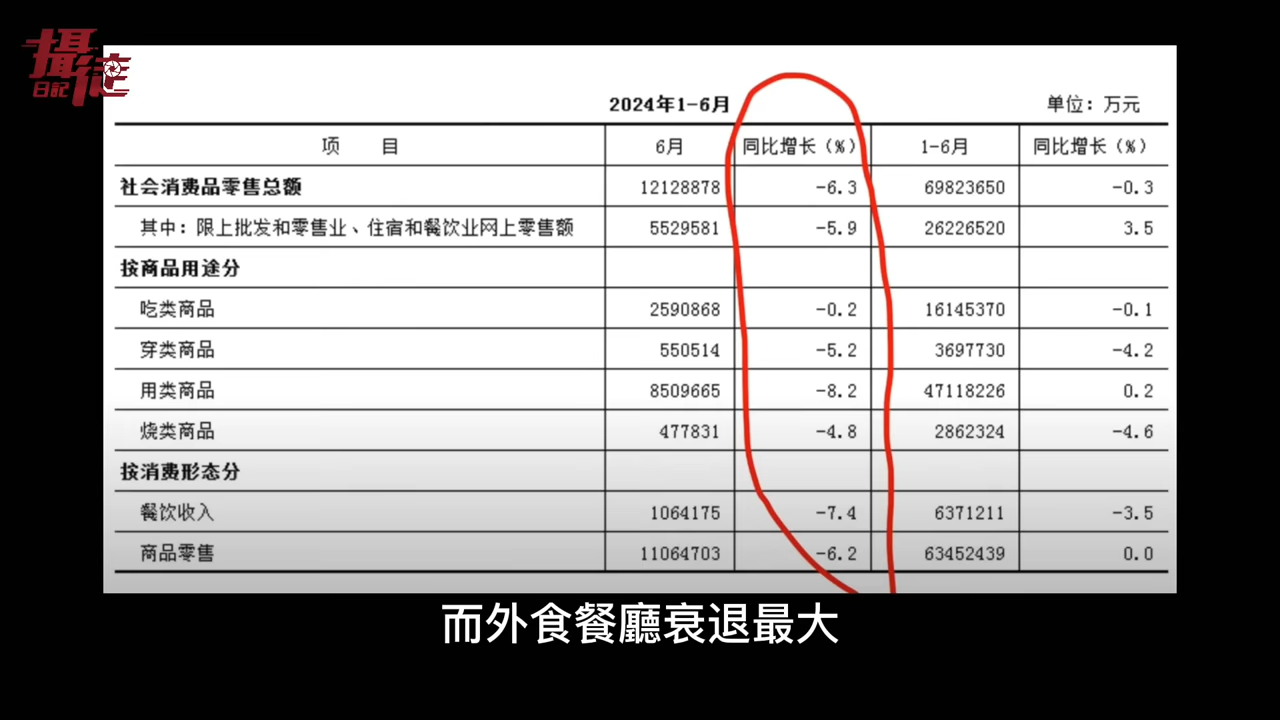 攝徒
日記
2024年1-6月 单位：万元
项 目 6月 同比增长（%） 1-6月 同比增长（%）
社会消费品零售总额 12128878 -6.3 69823650 -0.3
其中：限上批发和零售业、住宿和餐饮业网上零售额 5529581 -5.9 26226520 3.5
按商品用途分
吃类商品 2590868 -0.2 16145370 -0.1
穿类商品 550514 -5.2 3697730 -4.2
用类商品 8509665 -8.2 47118226 0.2
烧类商品 477831 -4.8 2862324 -4.6
按消费形态分
餐饮收入 1064175 -7.4 6371211 -3.5
商品零售 11064703 -6.2 63452439 0.0
而外食餐廳衰退最大